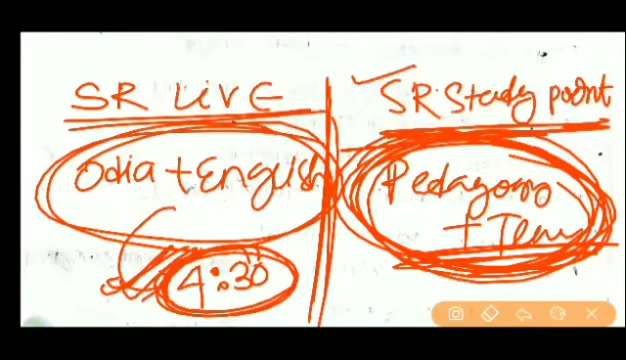 SR LIVE
Odia + English
4:30
SR Study point
Pedagogy
+